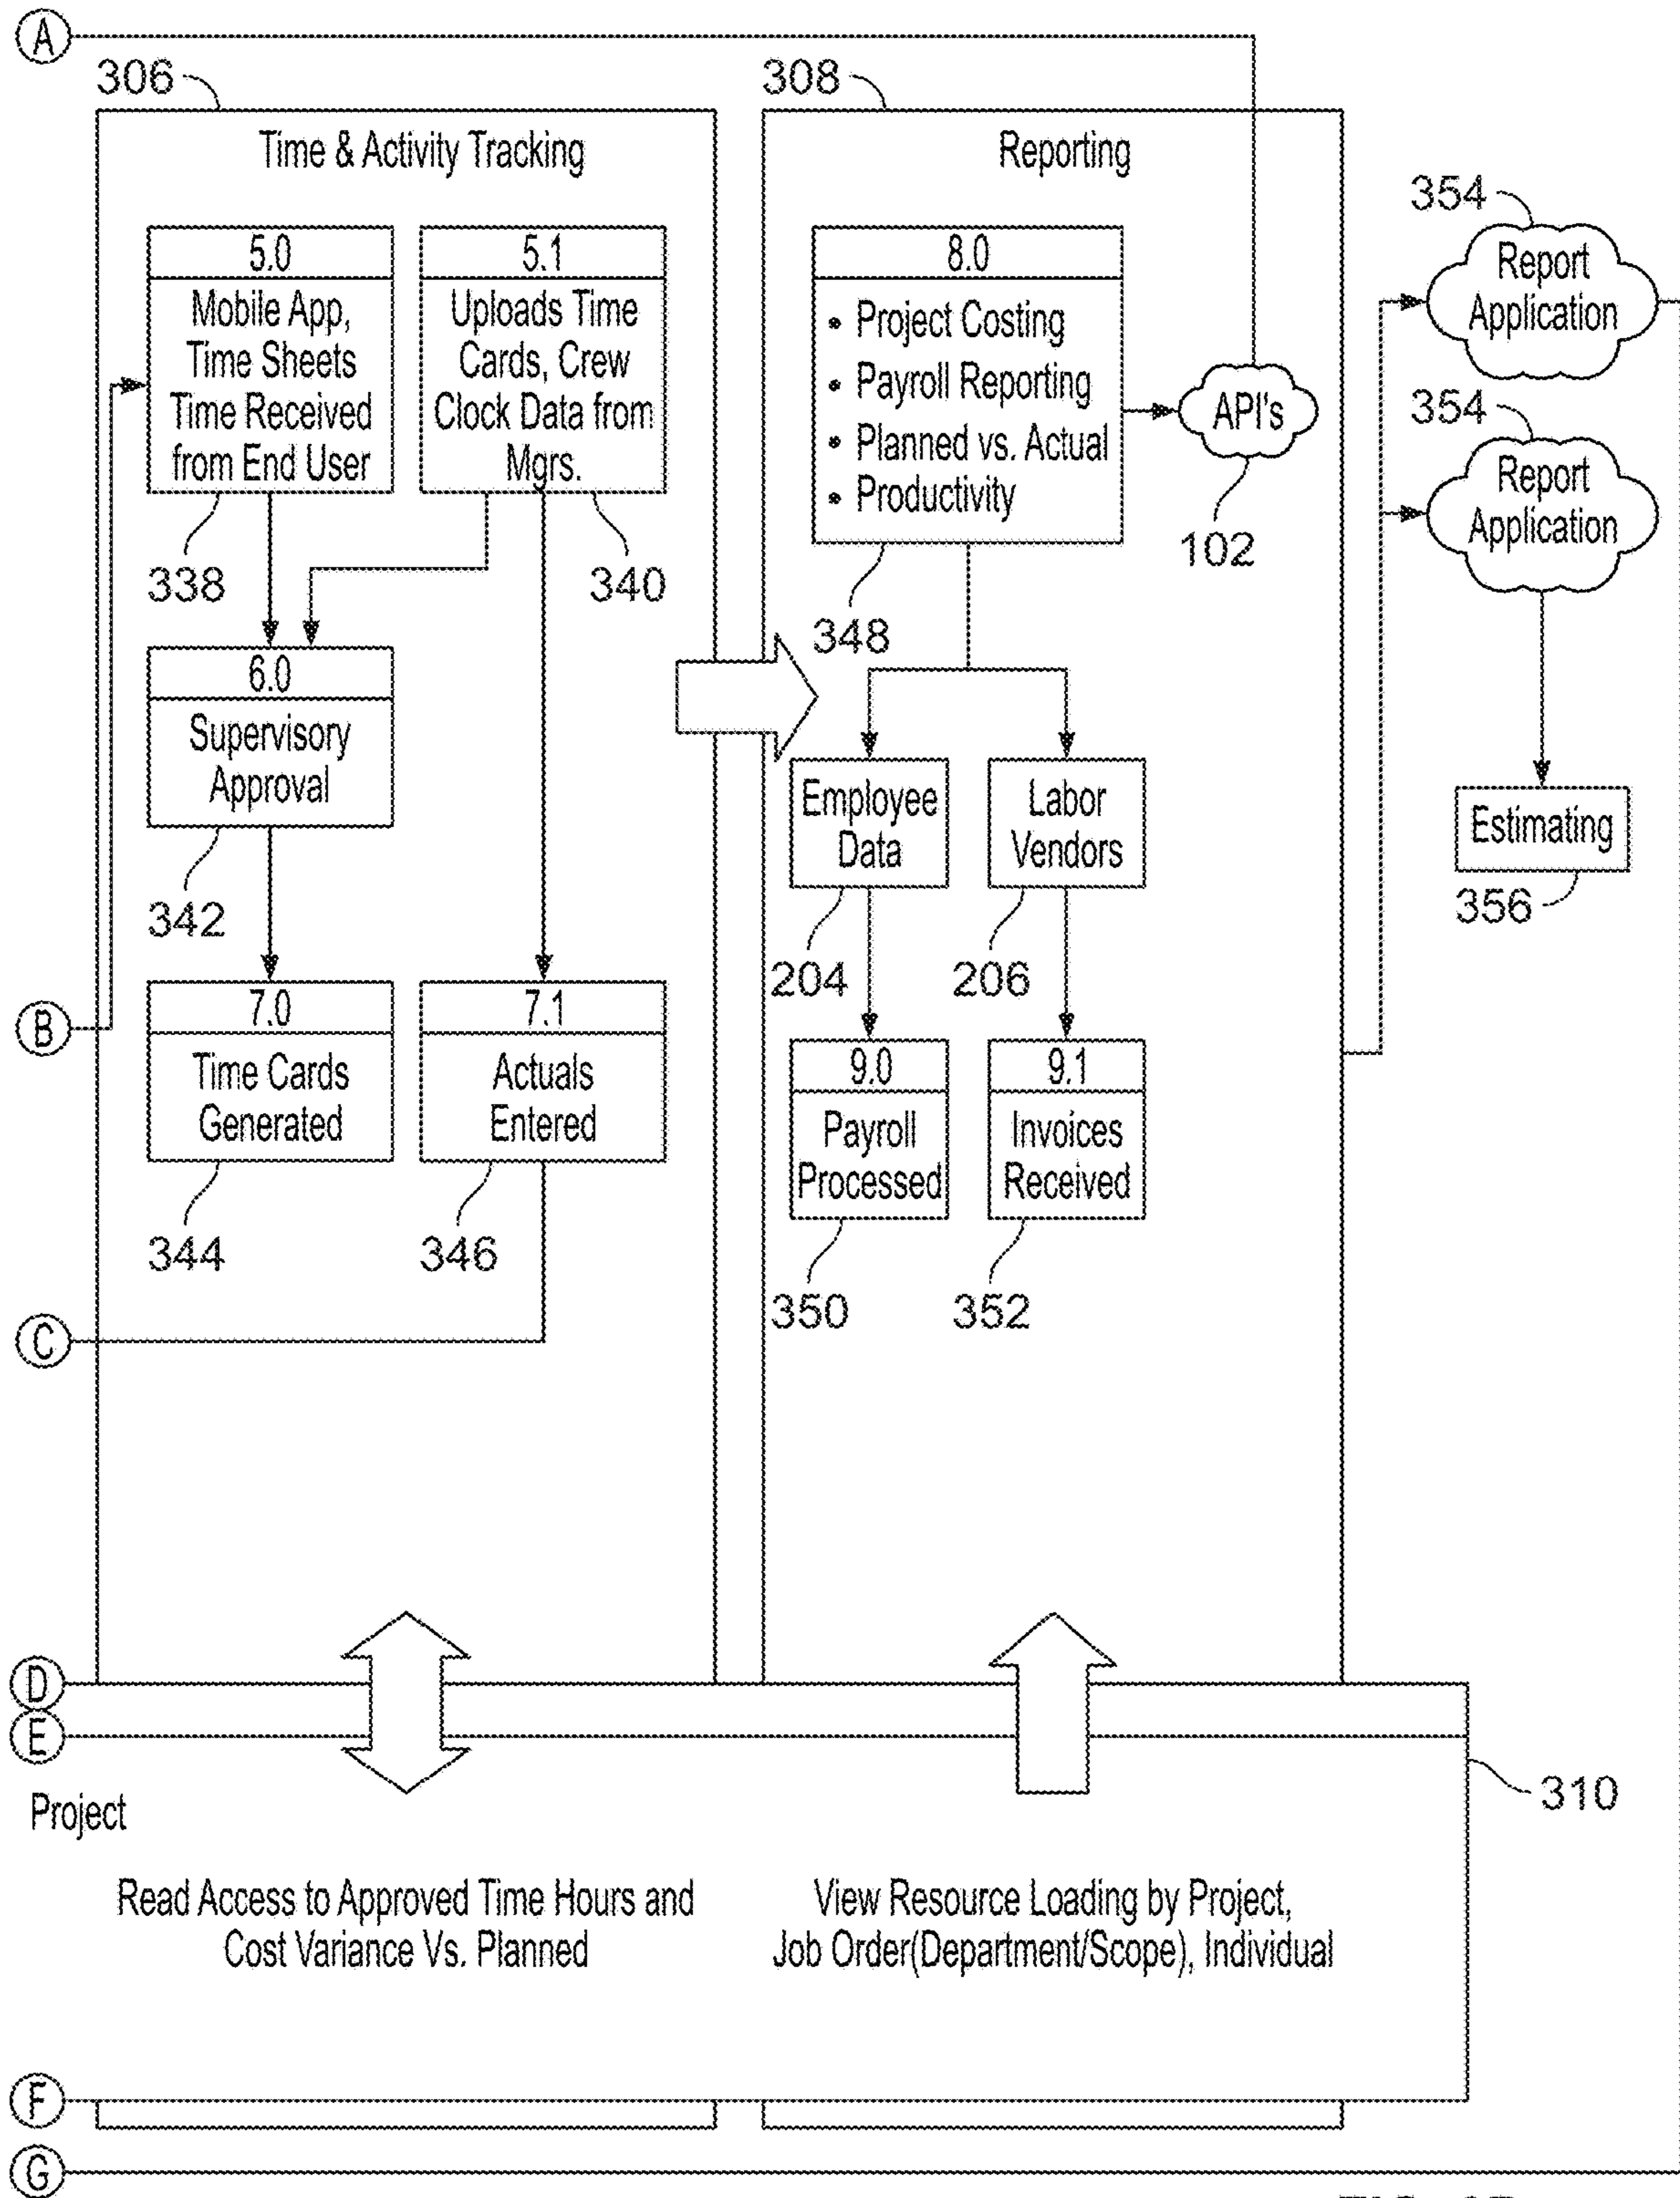 A
306
308
Time & Activity Tracking
Reporting
354
5.0
5.1
8.0
Report
Application
Mobile App,
Time Sheets
Time Received
from End User
Uploads Time
Cards, Crew
Clock Data from
Mgrs.
• Project Costing
• Payroll Reporting
• Planned vs. Actual
• Productivity
API's
354
Report
Application
338
340
348
102
6.0
Supervisory
Approval
Employee
Data
Labor
Vendors
Estimating
342
204
206
356
B
7.0
7.1
9.0
9.1
Time Cards
Generated
Actuals
Entered
Payroll
Processed
Invoices
Received
344
346
350
352
C
D
E
310
Project
Read Access to Approved Time Hours and
Cost Variance Vs. Planned
View Resource Loading by Project,
Job Order(Department/Scope), Individual
F
G